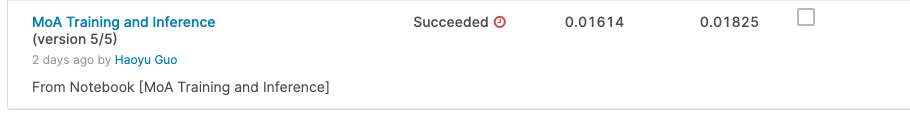 MoA Training and Inference Succeeded 0.01614 0.01825
(version 5/5)
2 days ago by Haoyu Guo
From Notebook [MoA Training and Inference]